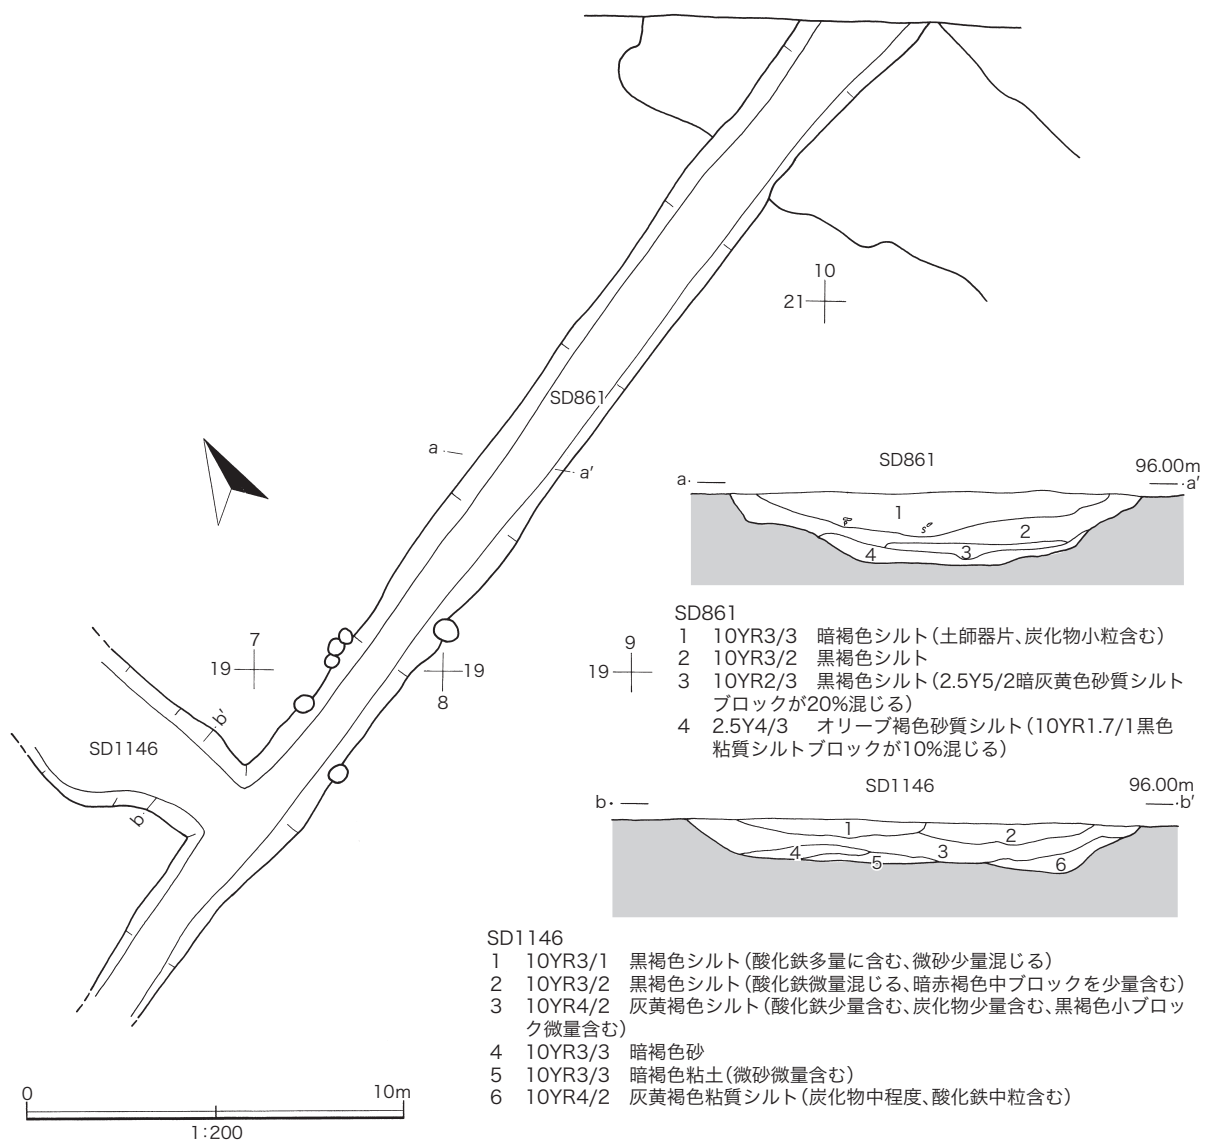 10
21
SD861
a
a′
SD861
a
96.00m
a′
1
2
3
4
SD861
1 10YR3/3 暗褐色シルト(土師器片、炭化物小粒含む)
2 10YR3/2 黒褐色シルト
3 10YR2/3 黒褐色シルト(2.5Y5/2暗灰黄色砂質シルト
ブロックが20%混じる)
4 2.5Y4/3 オリーブ褐色砂質シルト(10YR1.7/1黒色
粘質シルトブロックが10%混じる)
7
19
19
8
9
19
b′
SD1146
b
SD1146
b
96.00m
b′
1
2
3
4
5
6
SD1146
1 10YR3/1 黒褐色シルト(酸化鉄多量に含む、微砂少量混じる)
2 10YR3/2 黒褐色シルト(酸化鉄微量混じる、暗赤褐色中ブロックを少量含む)
3 10YR4/2 灰黄褐色シルト(酸化鉄少量含む、炭化物少量含む、黒褐色小ブロッ
ク微量含む)
4 10YR3/3 暗褐色砂
5 10YR3/3 暗褐色粘土(微砂微量含む)
6 10YR4/2 灰黄褐色粘質シルト(炭化物中程度、酸化鉄中粒含む)
0
10m
1:200